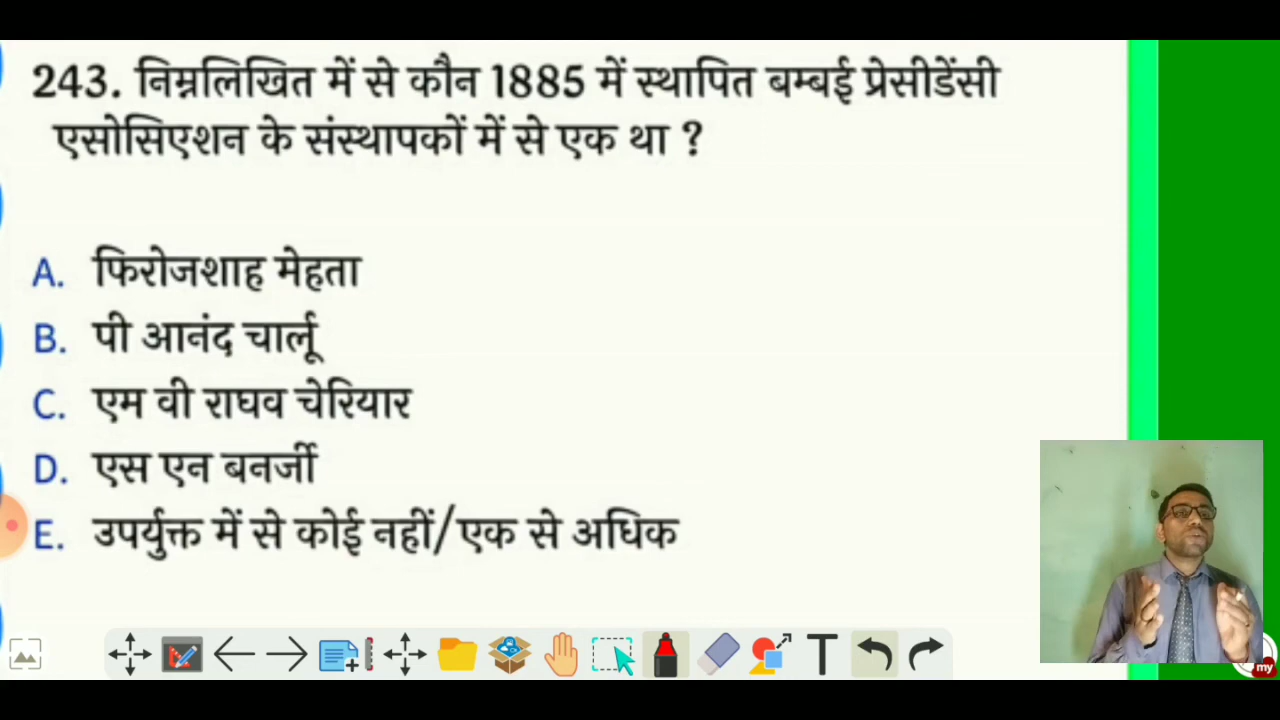 243. निम्नलिखित में से कौन 1885 में स्थापित बम्बई प्रेसीडेंसी
एसोसिएशन के संस्थापकों में से एक था ?
A. फिरोजशाह मेहता
B. पी आनंद चार्लू
C. एम वी राघव चेरियार
D. एस एन बनर्जी
E. उपर्युक्त में से कोई नहीं/एक से अधिक
T
my